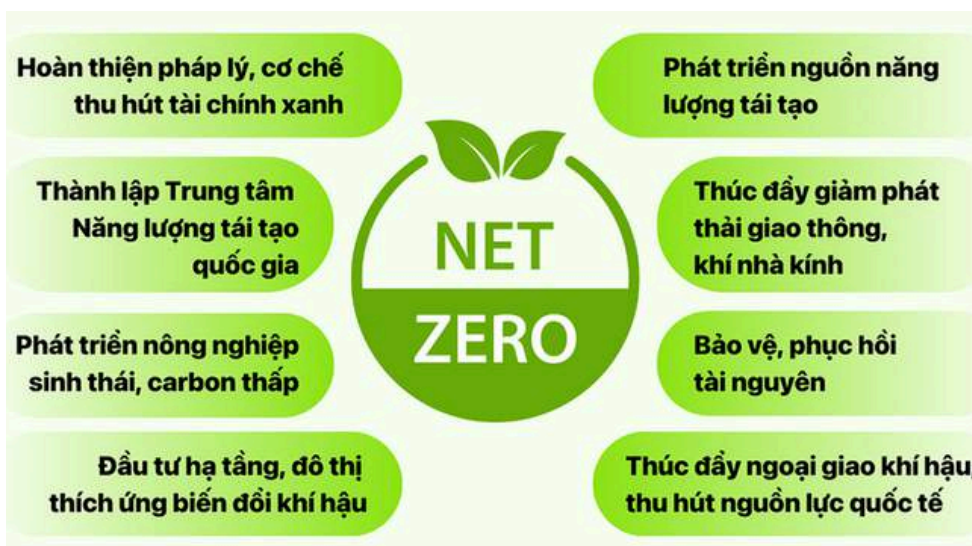 Hoàn thiện pháp lý, cơ chế
thu hút tài chính xanh
Thành lập Trung tâm
Năng lượng tái tạo
quốc gia
Phát triển nông nghiệp
sinh thái, carbon thấp
Đầu tư hạ tầng, đô thị
thích ứng biến đổi khí hậu
NET
ZERO
Phát triển nguồn năng
lượng tái tạo
Thúc đẩy giảm phát
thải giao thông,
khí nhà kính
Bảo vệ, phục hồi
tài nguyên
Thúc đẩy ngoại giao khí hậu,
thu hút nguồn lực quốc tế